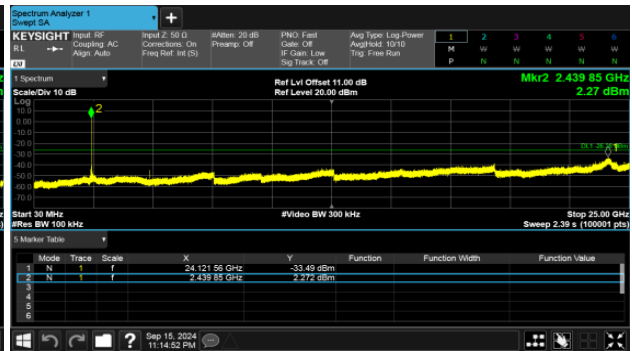 Spectrum Analyzer 1
Swept SA
+
KEYSIGHT Input: RF Input Z: 50 Ω #Atten: 20 dB PNO: Fast Avg Type: Log-Power 1 2 3 4 5 6
RL Coupling: AC Corrections: On Preamp: Off Gate: Off Avg|Hold: 10/10 M W W W W W
Align: Auto Freq Ref: Int (S) IF Gain: Low Trig: Free Run P N N N N N
Sig Track: Off
1 Spectrum Ref Lvl Offset 11.00 dB Mkr2 2.439 85 GHz
Scale/Div 10 dB Ref Level 20.00 dBm 2.27 dBm
Log
10.0 2
0.00
-10.0
-20.0
-30.0 1
-40.0
-50.0
-60.0
-70.0
Start 30 MHz #Video BW 300 kHz Stop 25.00 GHz
#Res BW 100 kHz Sweep 2.39 s (100001 pts)
5 Marker Table
Mode Trace Scale X Y Function Function Width Function Value
1 N 1 f 24.121 56 GHz -33.49 dBm
2 N 1 f 2.439 85 GHz 2.272 dBm
3
4
5
6
? Sep 15, 2024
11:14:52 PM